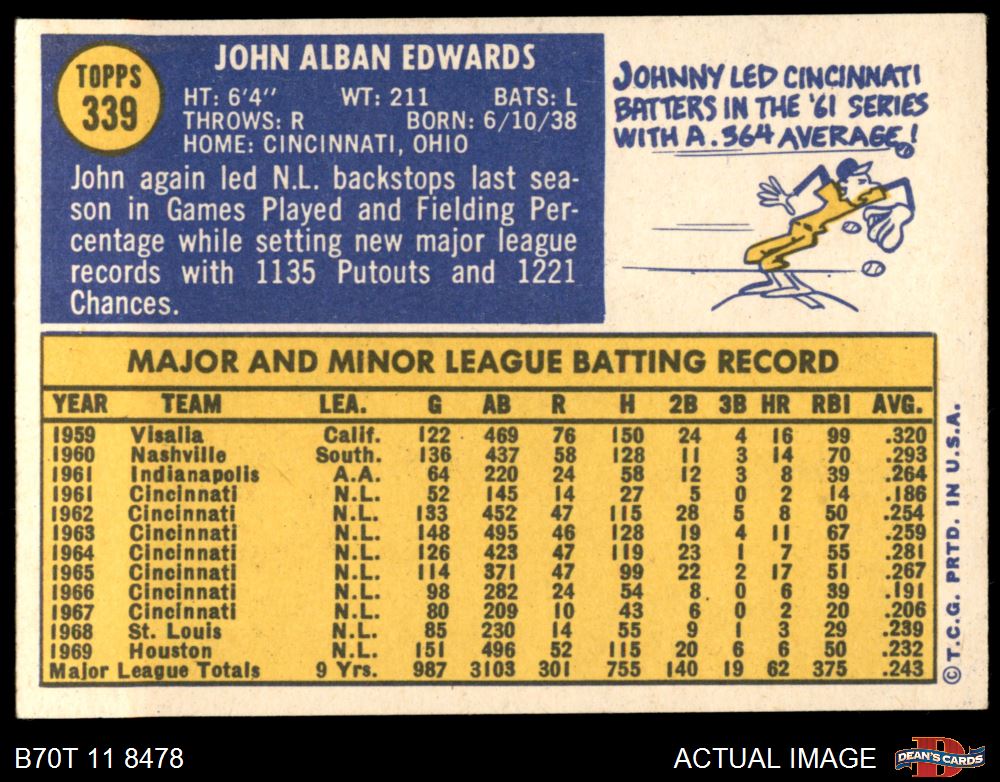 TOPPS
339
JOHN ALBAN EDWARDS
HT: 6'4" WT: 211 BATS: L
THROWS: R BORN: 6/10/38
HOME: CINCINNATI, OHIO
John again led N.L. backstops last sea-
son in Games Played and Fielding Per-
centage while setting new major league
records with 1135 Putouts and 1221
Chances.
JOHNNY LED CINCINNATI
BATTERS IN THE '61 SERIES
WITH A .364 AVERAGE!
MAJOR AND MINOR LEAGUE BATTING RECORD
YEAR TEAM LEA. G AB R H 2B 3B HR RBI AVG.
1959 Visalia Calif. 122 469 76 150 24 4 16 99 .320
1960 Nashville South. 136 437 58 128 11 3 14 70 .293
1961 Indianapolis A.A. 64 220 24 58 12 3 8 39 .264
1961 Cincinnati N.L. 52 145 14 27 5 0 2 14 .186
1962 Cincinnati N.L. 133 452 47 115 28 5 8 50 .254
1963 Cincinnati N.L. 148 495 46 128 19 4 11 67 .259
1964 Cincinnati N.L. 126 423 47 119 23 1 7 55 .281
1965 Cincinnati N.L. 114 371 47 99 22 2 17 51 .267
1966 Cincinnati N.L. 98 282 24 54 8 0 6 39 .191
1967 Cincinnati N.L. 80 209 10 43 6 0 2 20 .206
1968 St. Louis N.L. 85 230 14 55 9 1 3 29 .239
1969 Houston N.L. 151 496 52 115 20 6 6 50 .232
Major League Totals 9 Yrs. 987 3103 301 755 140 19 62 375 .243
© T.C.G. PRTD. IN U.S.A.
B70T 11 8478
ACTUAL IMAGE
D
DEAN'S CARDS